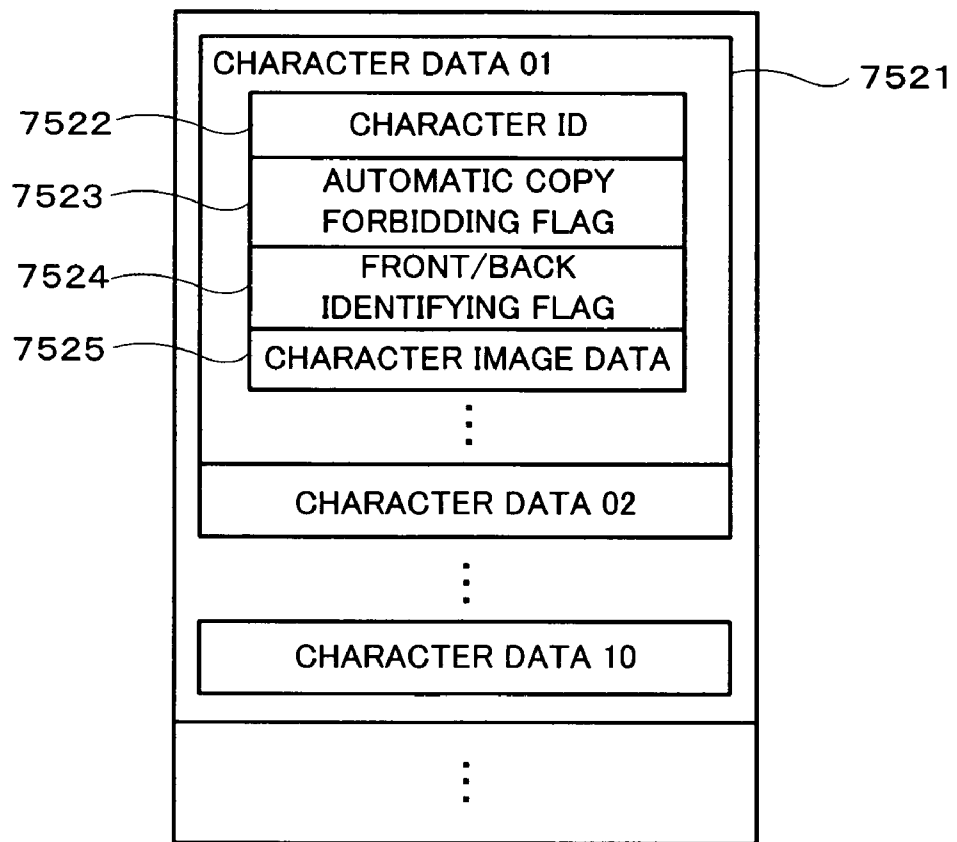 CHARACTER DATA 01
7521
7522
CHARACTER ID
7523
AUTOMATIC COPY
FORBIDDING FLAG
7524
FRONT/BACK
IDENTIFYING FLAG
7525
CHARACTER IMAGE DATA
CHARACTER DATA 02
CHARACTER DATA 10